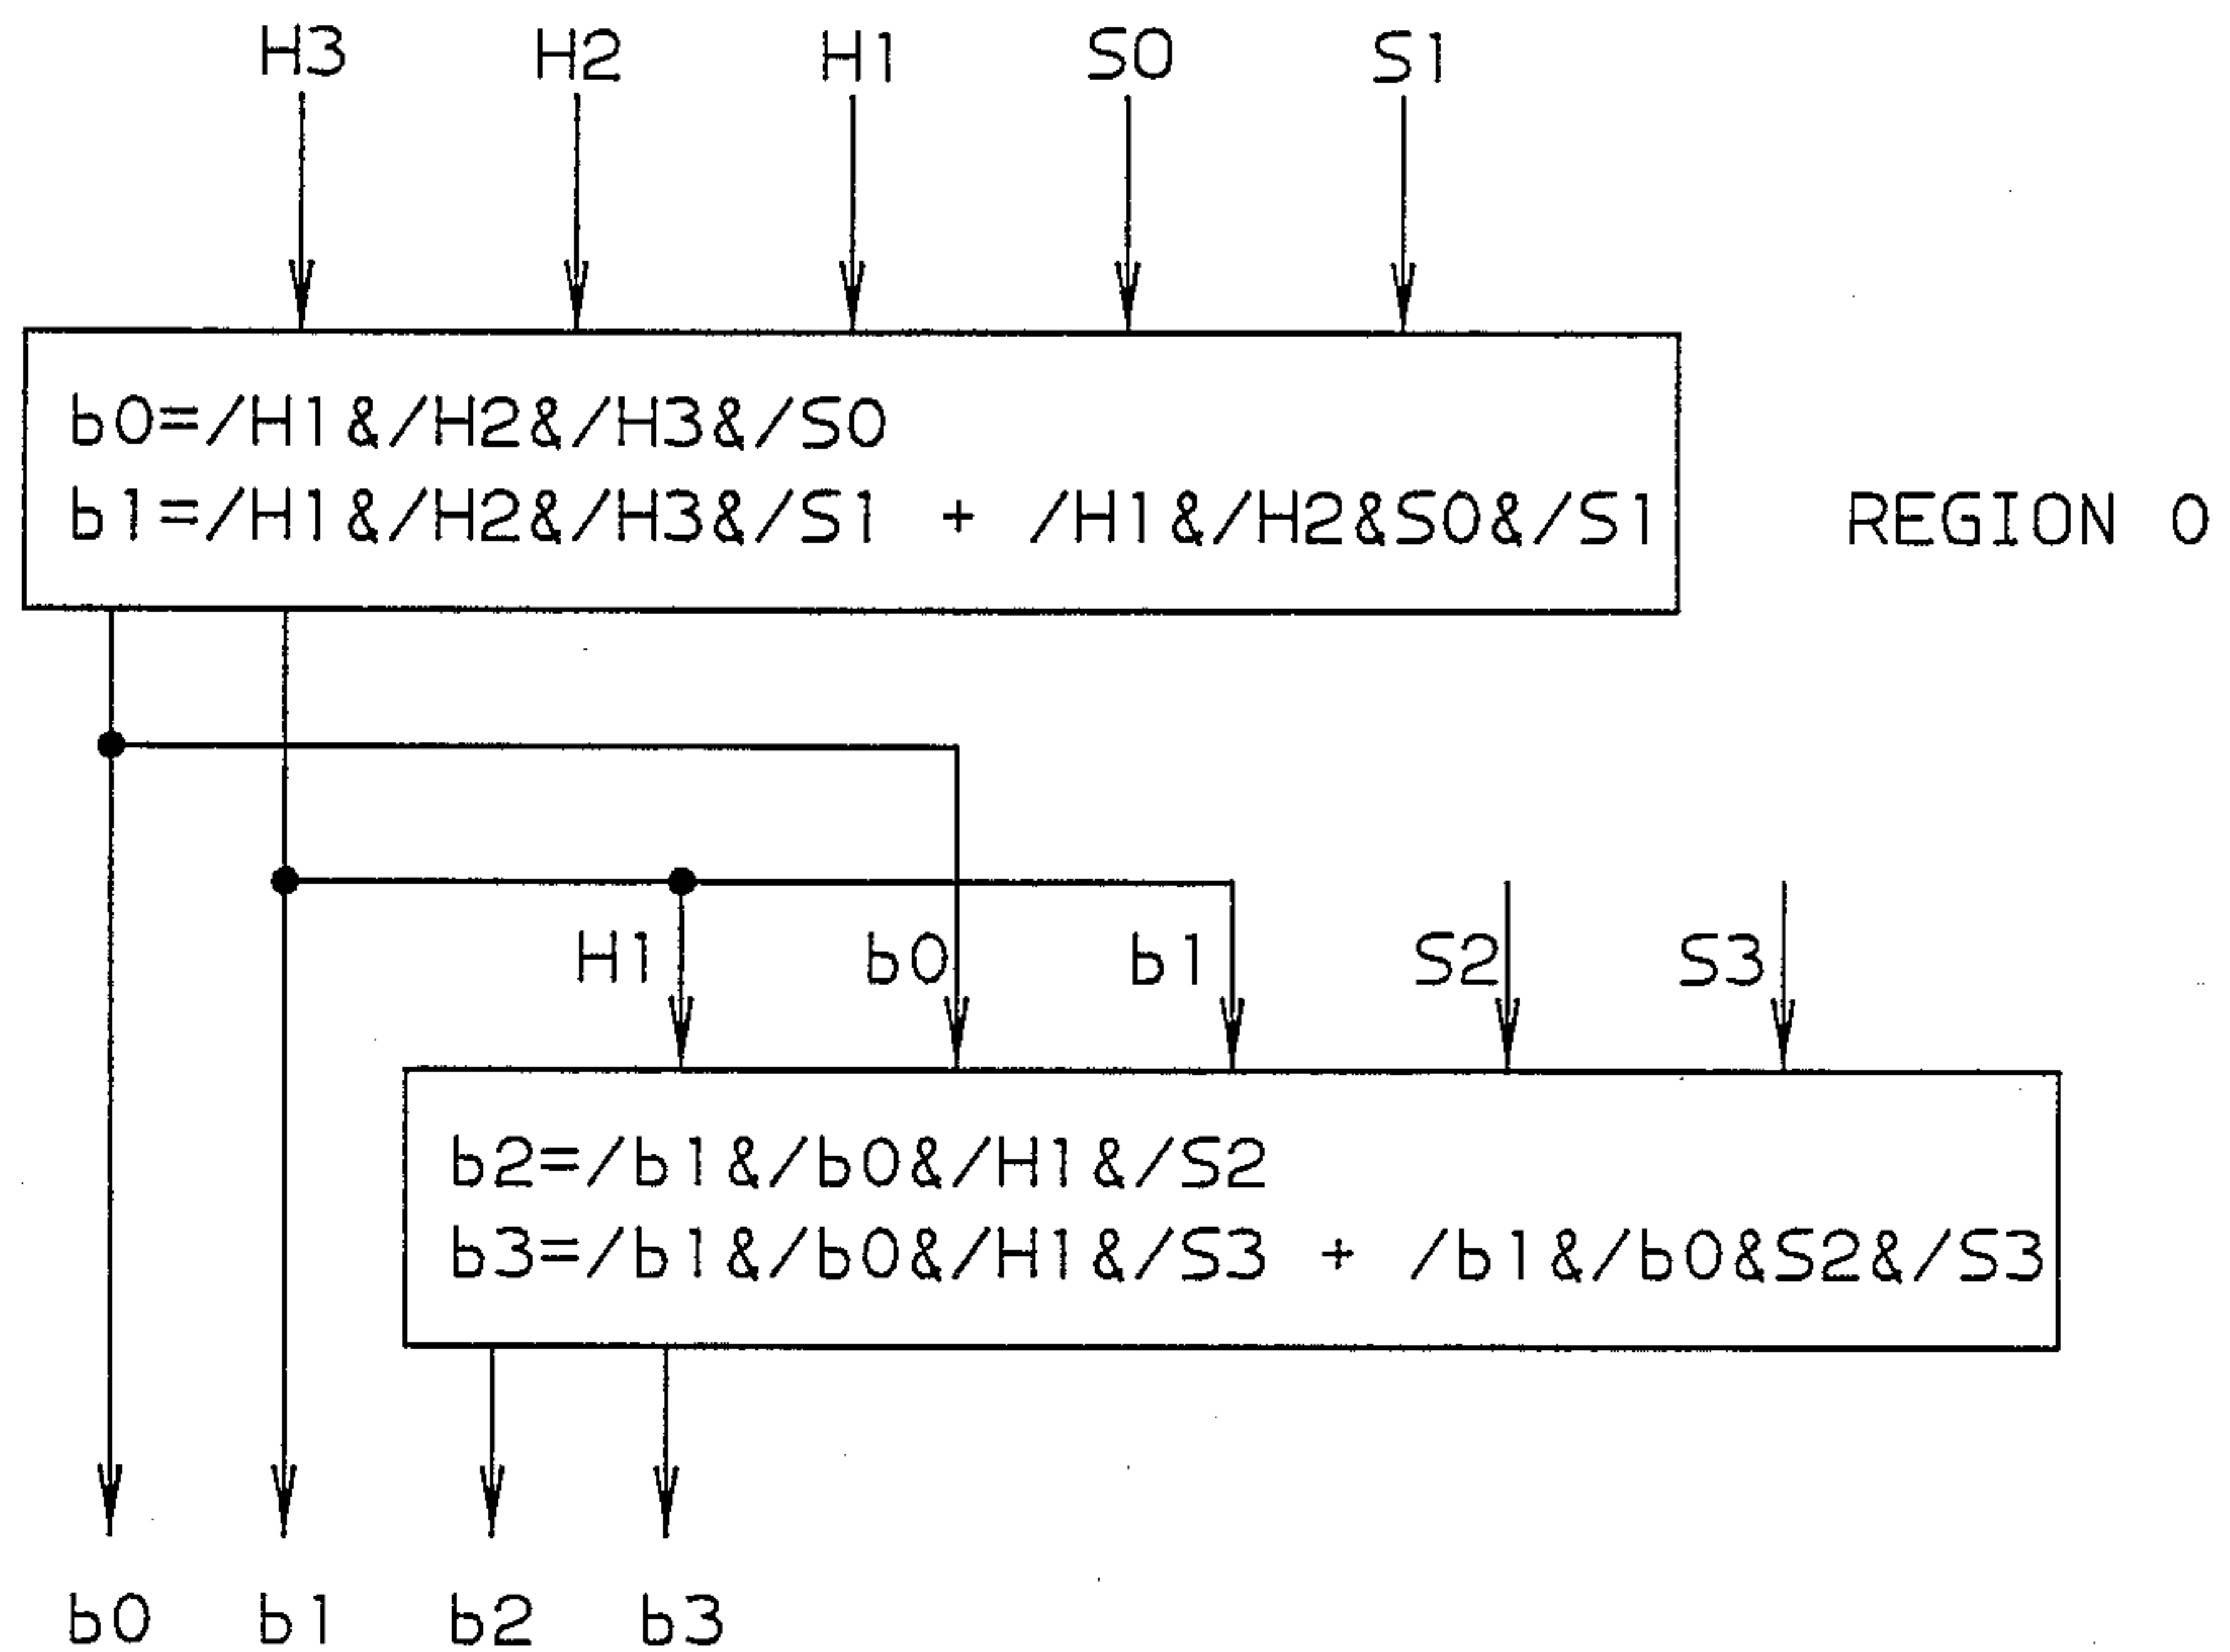 H3 H2 H1 S0 S1
b0=/H1&/H2&/H3&/S0
b1=/H1&/H2&/H3&/S1 + /H1&/H2&S0&/S1
REGION 0
H1 b0 b1 S2 S3
b2=/b1&/b0&/H1&/S2
b3=/b1&/b0&/H1&/S3 + /b1&/b0&S2&/S3
b0 b1 b2 b3